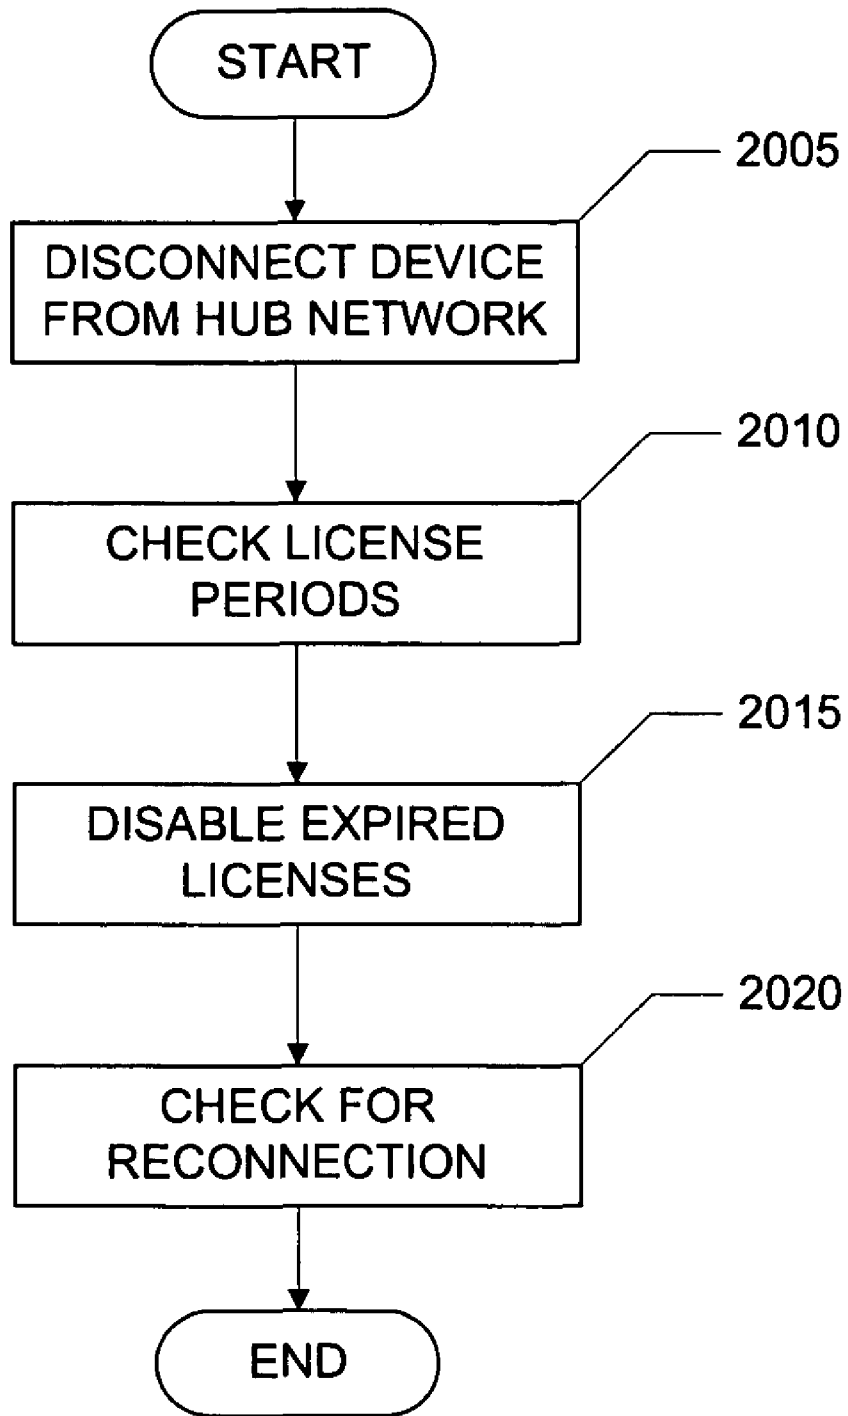 START
2005
DISCONNECT DEVICE
FROM HUB NETWORK
2010
CHECK LICENSE
PERIODS
2015
DISABLE EXPIRED
LICENSES
2020
CHECK FOR
RECONNECTION
END